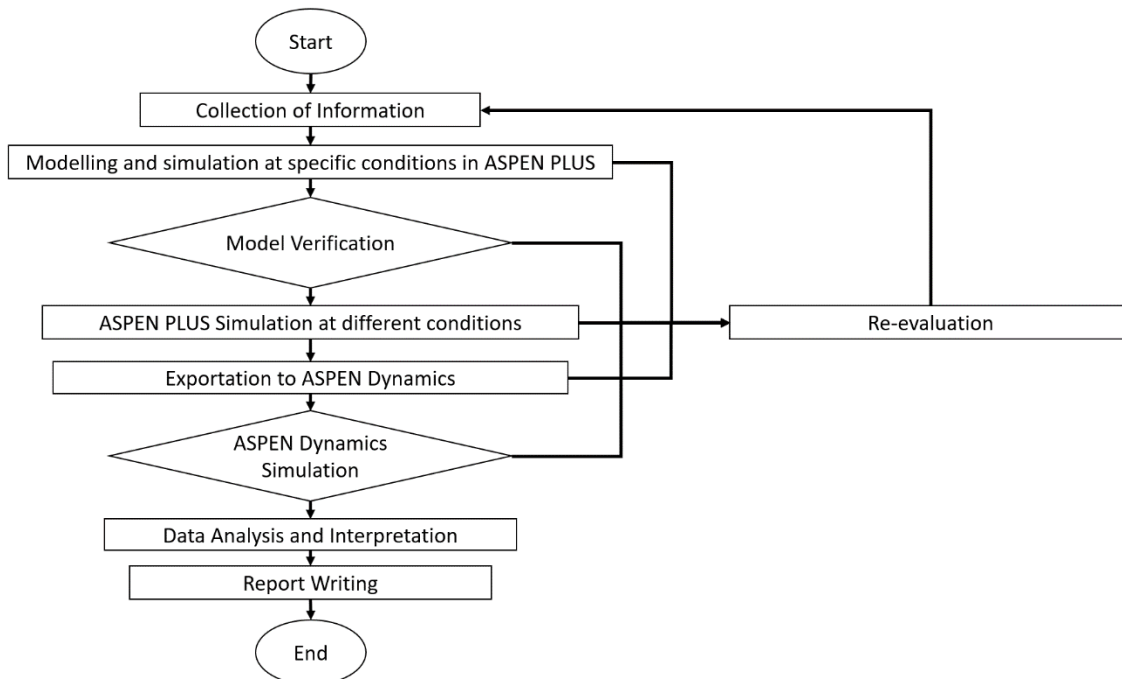 Start
Collection of Information
Modelling and simulation at specific conditions in ASPEN PLUS
Model Verification
ASPEN PLUS Simulation at different conditions
Re-evaluation
Exportation to ASPEN Dynamics
ASPEN Dynamics
Simulation
Data Analysis and Interpretation
Report Writing
End